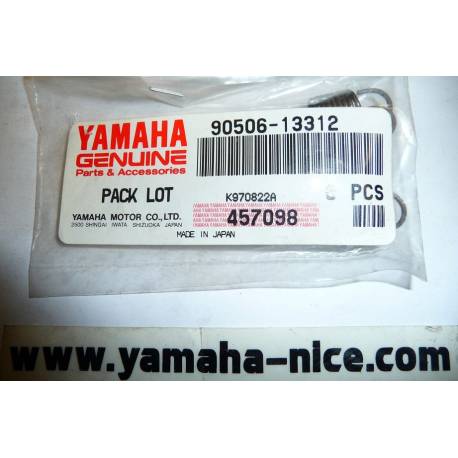 YAMAHA
GENUINE
Parts & Accessories
90506-13312
PACK LOT
K970822A
PCS
YAMAHA MOTOR CO., LTD.
2500 SHINGAI IWATA SHIZUOKA JAPAN
457098
MADE IN JAPAN
www.yamaha-nice.com